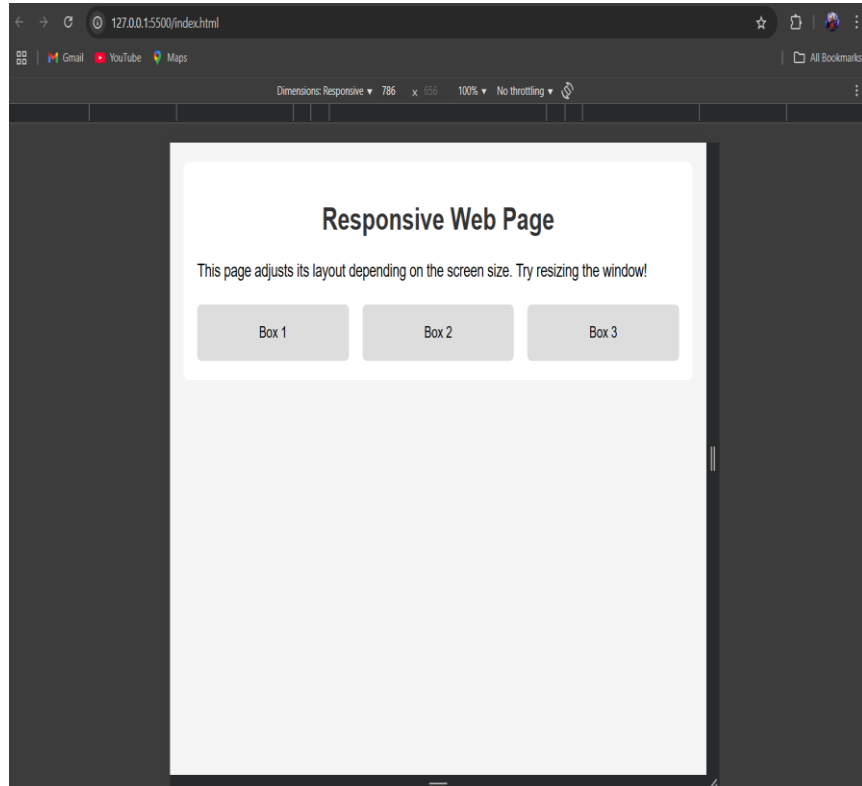 127.0.0.1:5500/index.html
Gmail YouTube Maps All Bookmarks
Dimensions: Responsive ▼ 786 x 656 100% ▼ No throttling ▼
Responsive Web Page
This page adjusts its layout depending on the screen size. Try resizing the window!
Box 1 Box 2 Box 3